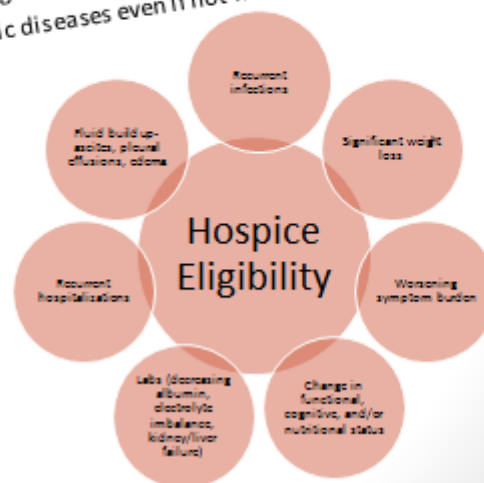 ic diseases even if not
Recurrent
infections
Fluid build up-
ascites, pleural
effusions, edema
Significant weight
loss
Hospice
Eligibility
Recurrent
hospitalizations
Worsening
symptom burden
Labs (decreasing
albumin,
electrolyte
imbalance,
kidney/liver
failure)
Change in
functional,
cognitive, and/or
nutritional status